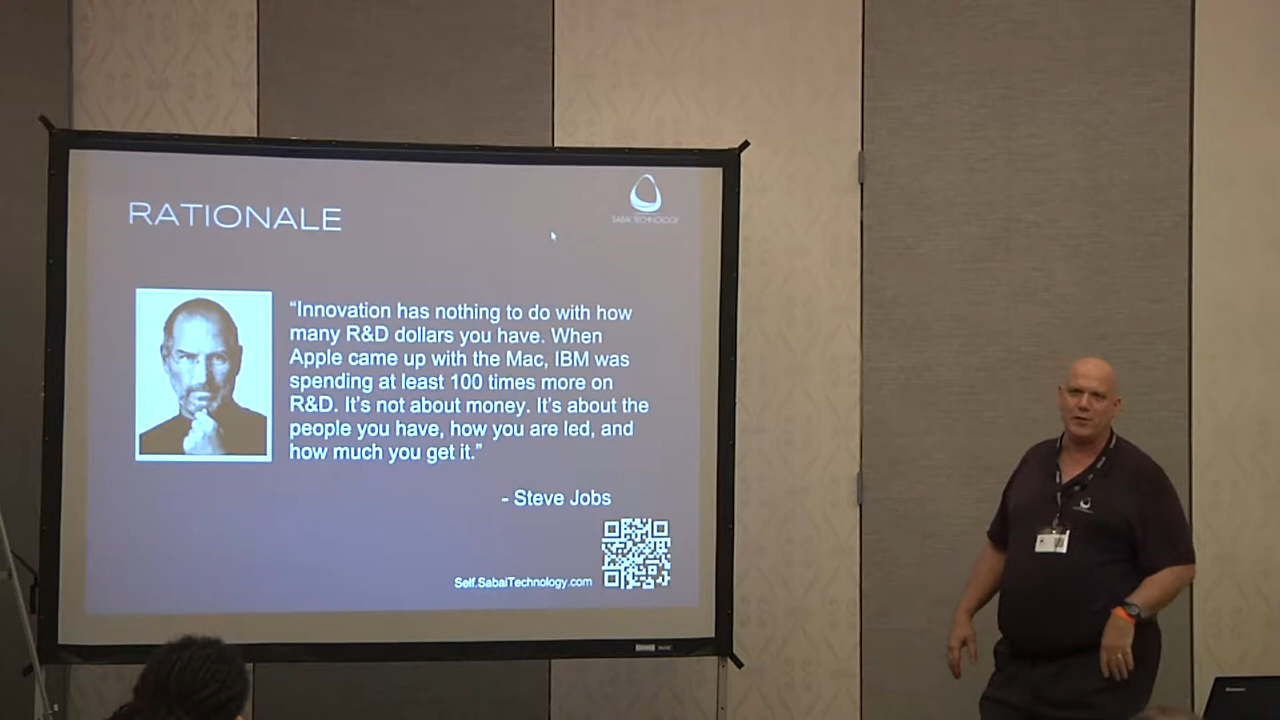 RATIONALE
SABAI TECHNOLOGY
“Innovation has nothing to do with how
many R&D dollars you have. When
Apple came up with the Mac, IBM was
spending at least 100 times more on
R&D. It’s not about money. It’s about the
people you have, how you are led, and
how much you get it.”
- Steve Jobs
Self.SabaiTechnology.com
Lenovo